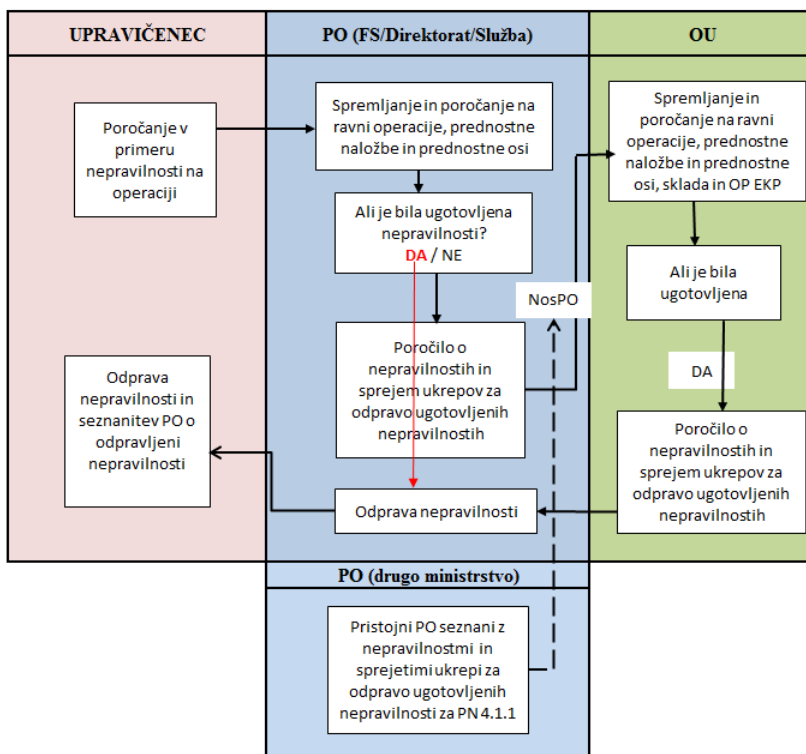 UPRAVIČENEC
PO (FS/Direktorat/Služba)
OU
Poročanje v
primeru
nepravilnosti na
operaciji
Spremljanje in poročanje na
ravni operacije, prednostne
naložbe in prednostne osi
Spremljanje in
poročanje na ravni
operacije, prednostne
naložbe in prednostne
osi, sklada in OP EKP
Ali je bila ugotovljena
nepravilnosti?
DA / NE
Ali je bila
ugotovljena
NosPO
DA
Poročilo o
nepravilnostih in
sprejem ukrepov za
odpravo ugotovljenih
nepravilnostih
Odprava
nepravilnosti in
seznanitev PO o
odpravljeni
nepravilnosti
Poročilo o
nepravilnostih in
sprejem ukrepov za
odpravo ugotovljenih
nepravilnostih
Odprava nepravilnosti
PO (drugo ministrstvo)
Pristojni PO seznani z
nepravilnostmi in
sprejetimi ukrepi za
odpravo ugotovljenih
nepravilnosti za PN 4.1.1